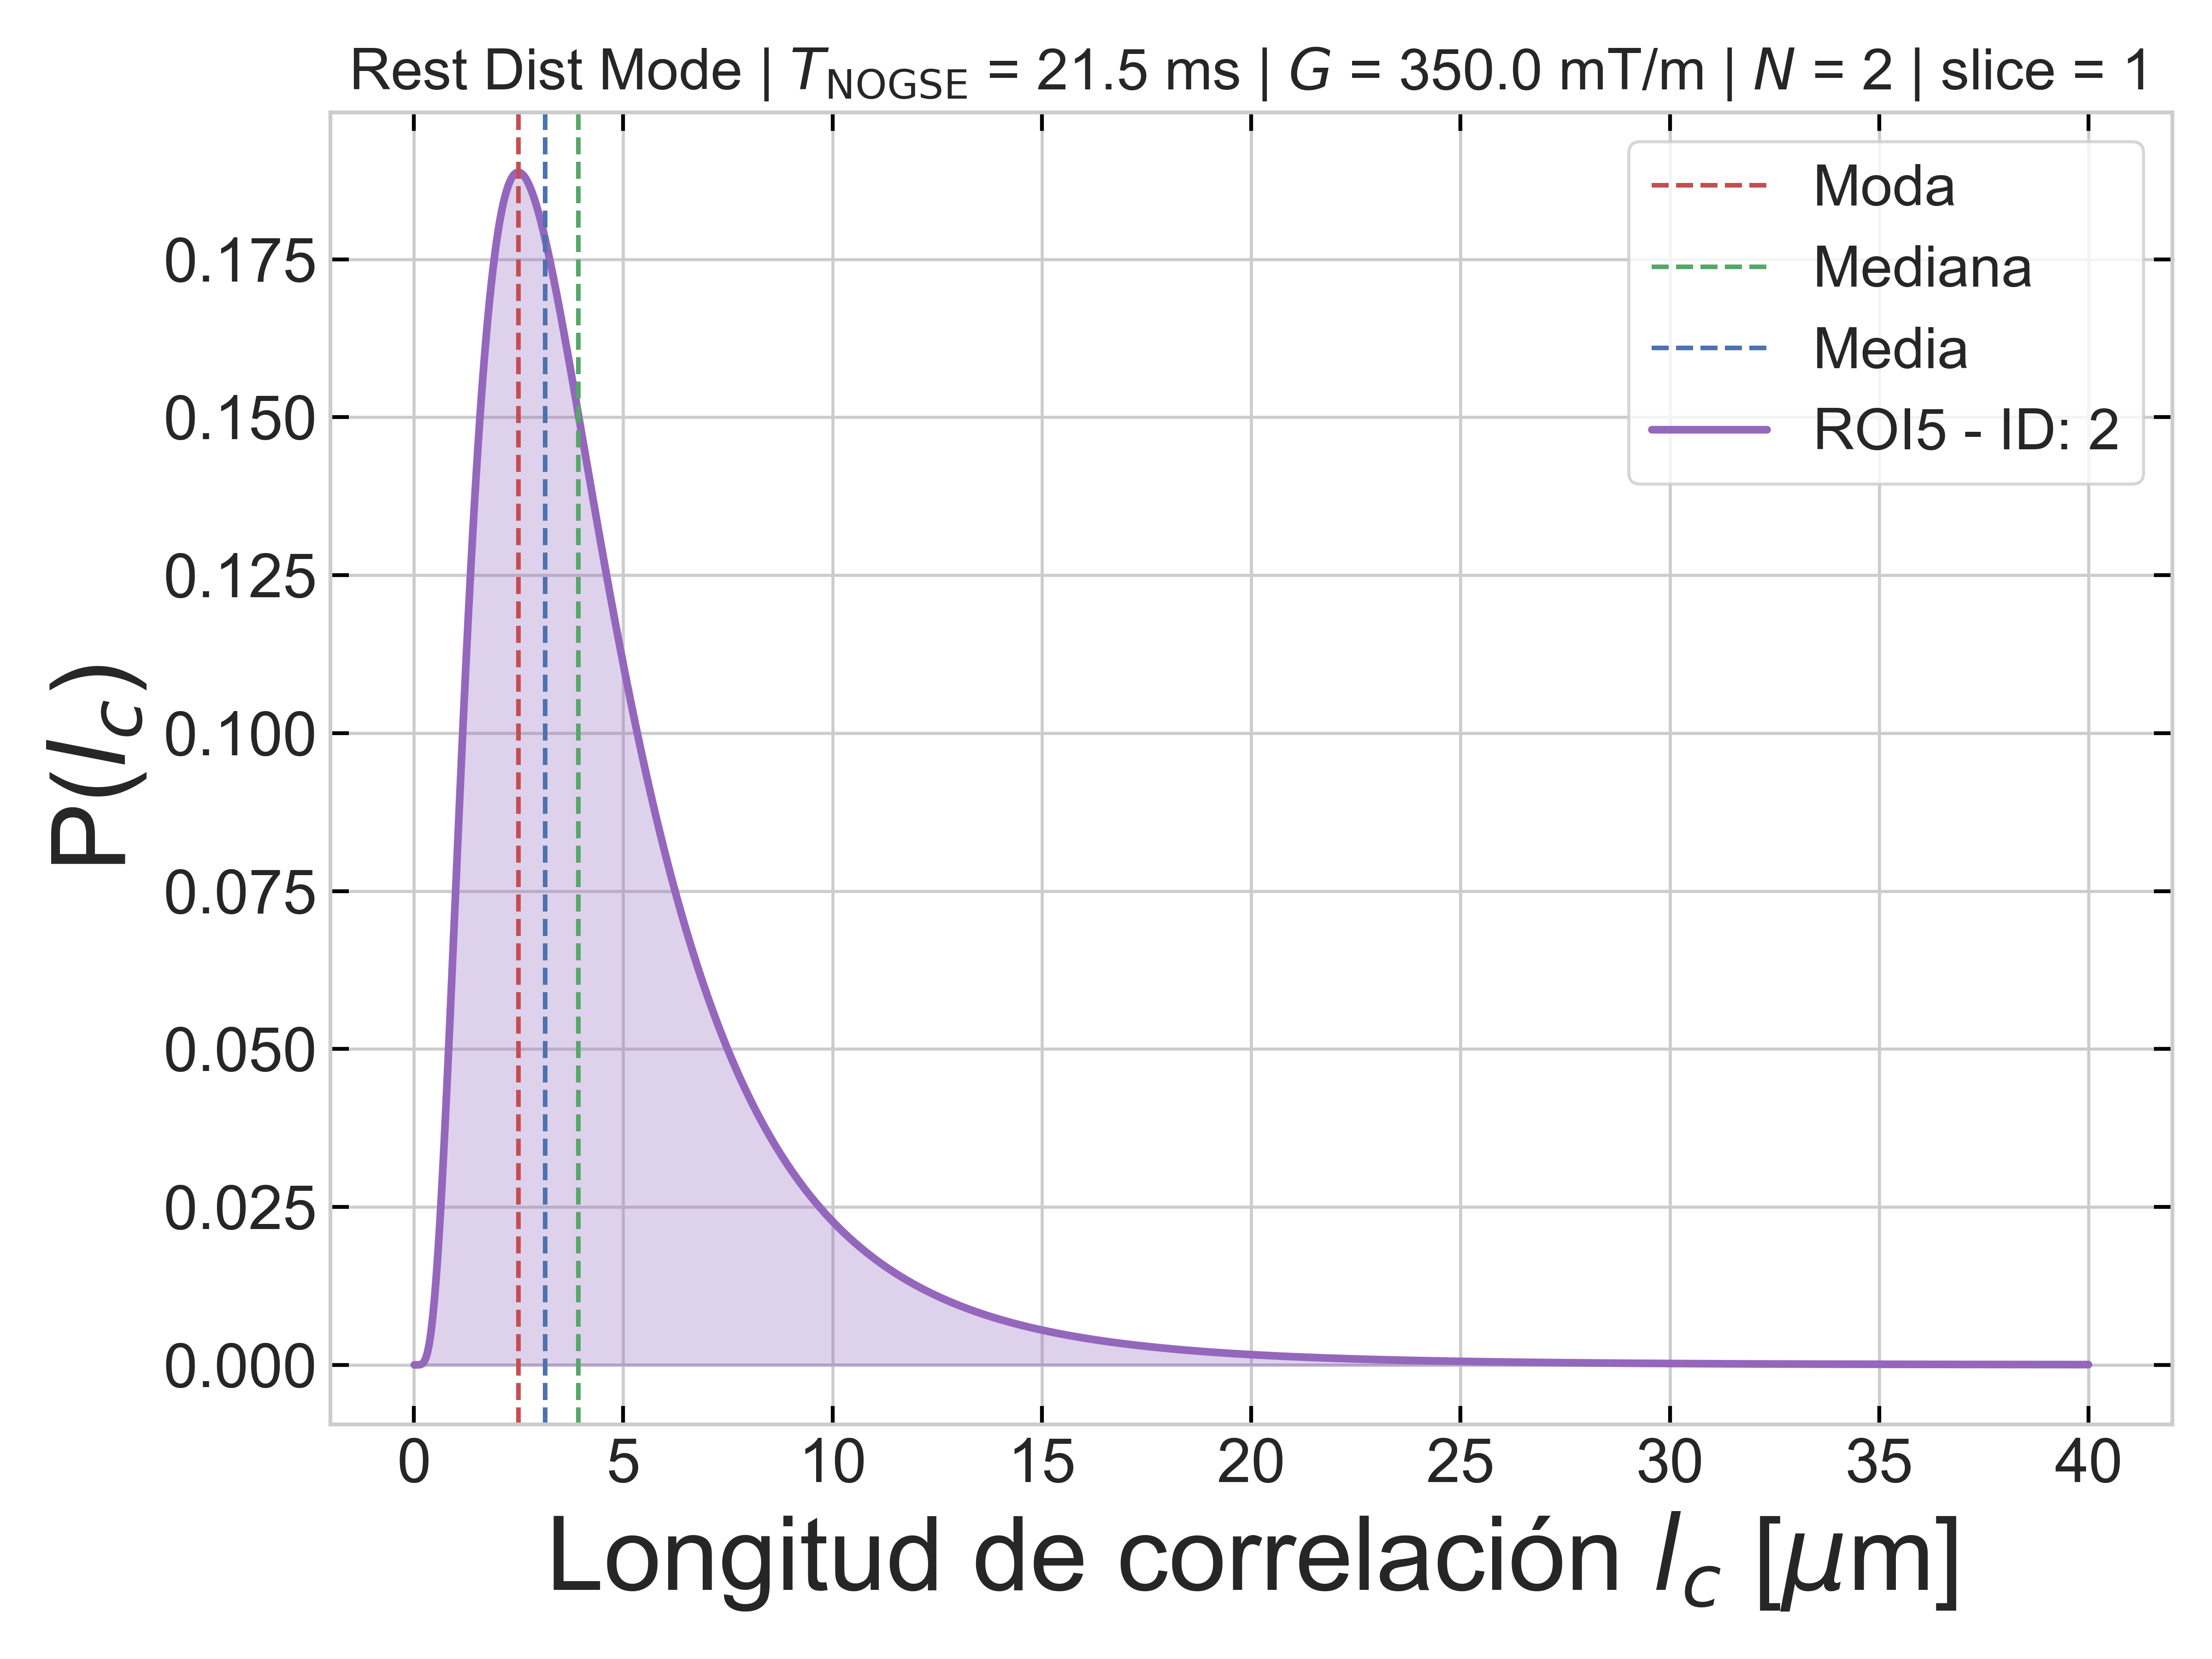 Rest Dist Mode | T_NOGSE = 21.5 ms | G = 350.0 mT/m | N = 2 | slice = 1
Moda
Mediana
Media
ROI5 - ID: 2
P(l_c)
0.175
0.150
0.125
0.100
0.075
0.050
0.025
0.000
0 5 10 15 20 25 30 35 40
Longitud de correlación l_c [μm]